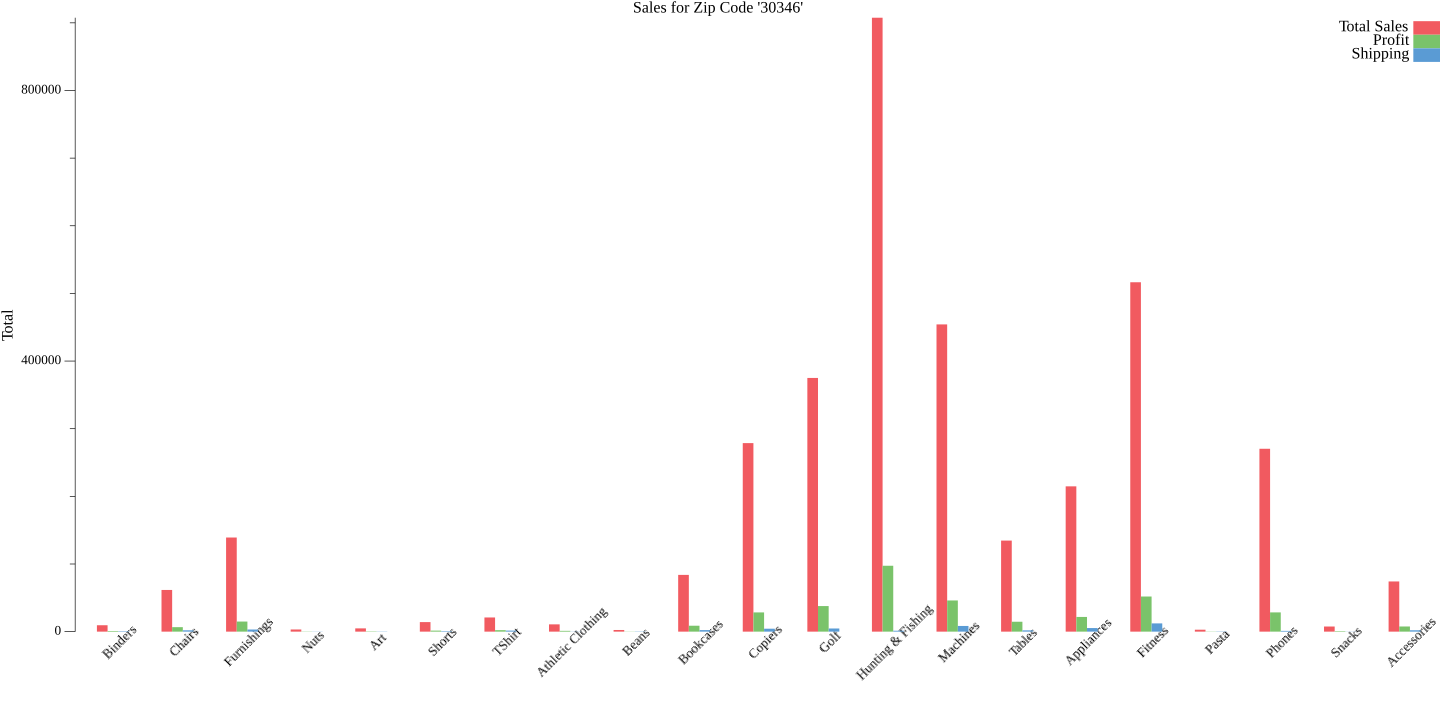 Sales for Zip Code '30346'
Total Sales
Profit
Shipping
800000
400000
0
Total
Binders
Chairs
Furnishings
Nuts
Art
Shorts
TShirt
Athletic Clothing
Beans
Bookcases
Copiers
Golf
Hunting & Fishing
Machines
Tables
Appliances
Fitness
Pasta
Phones
Snacks
Accessories